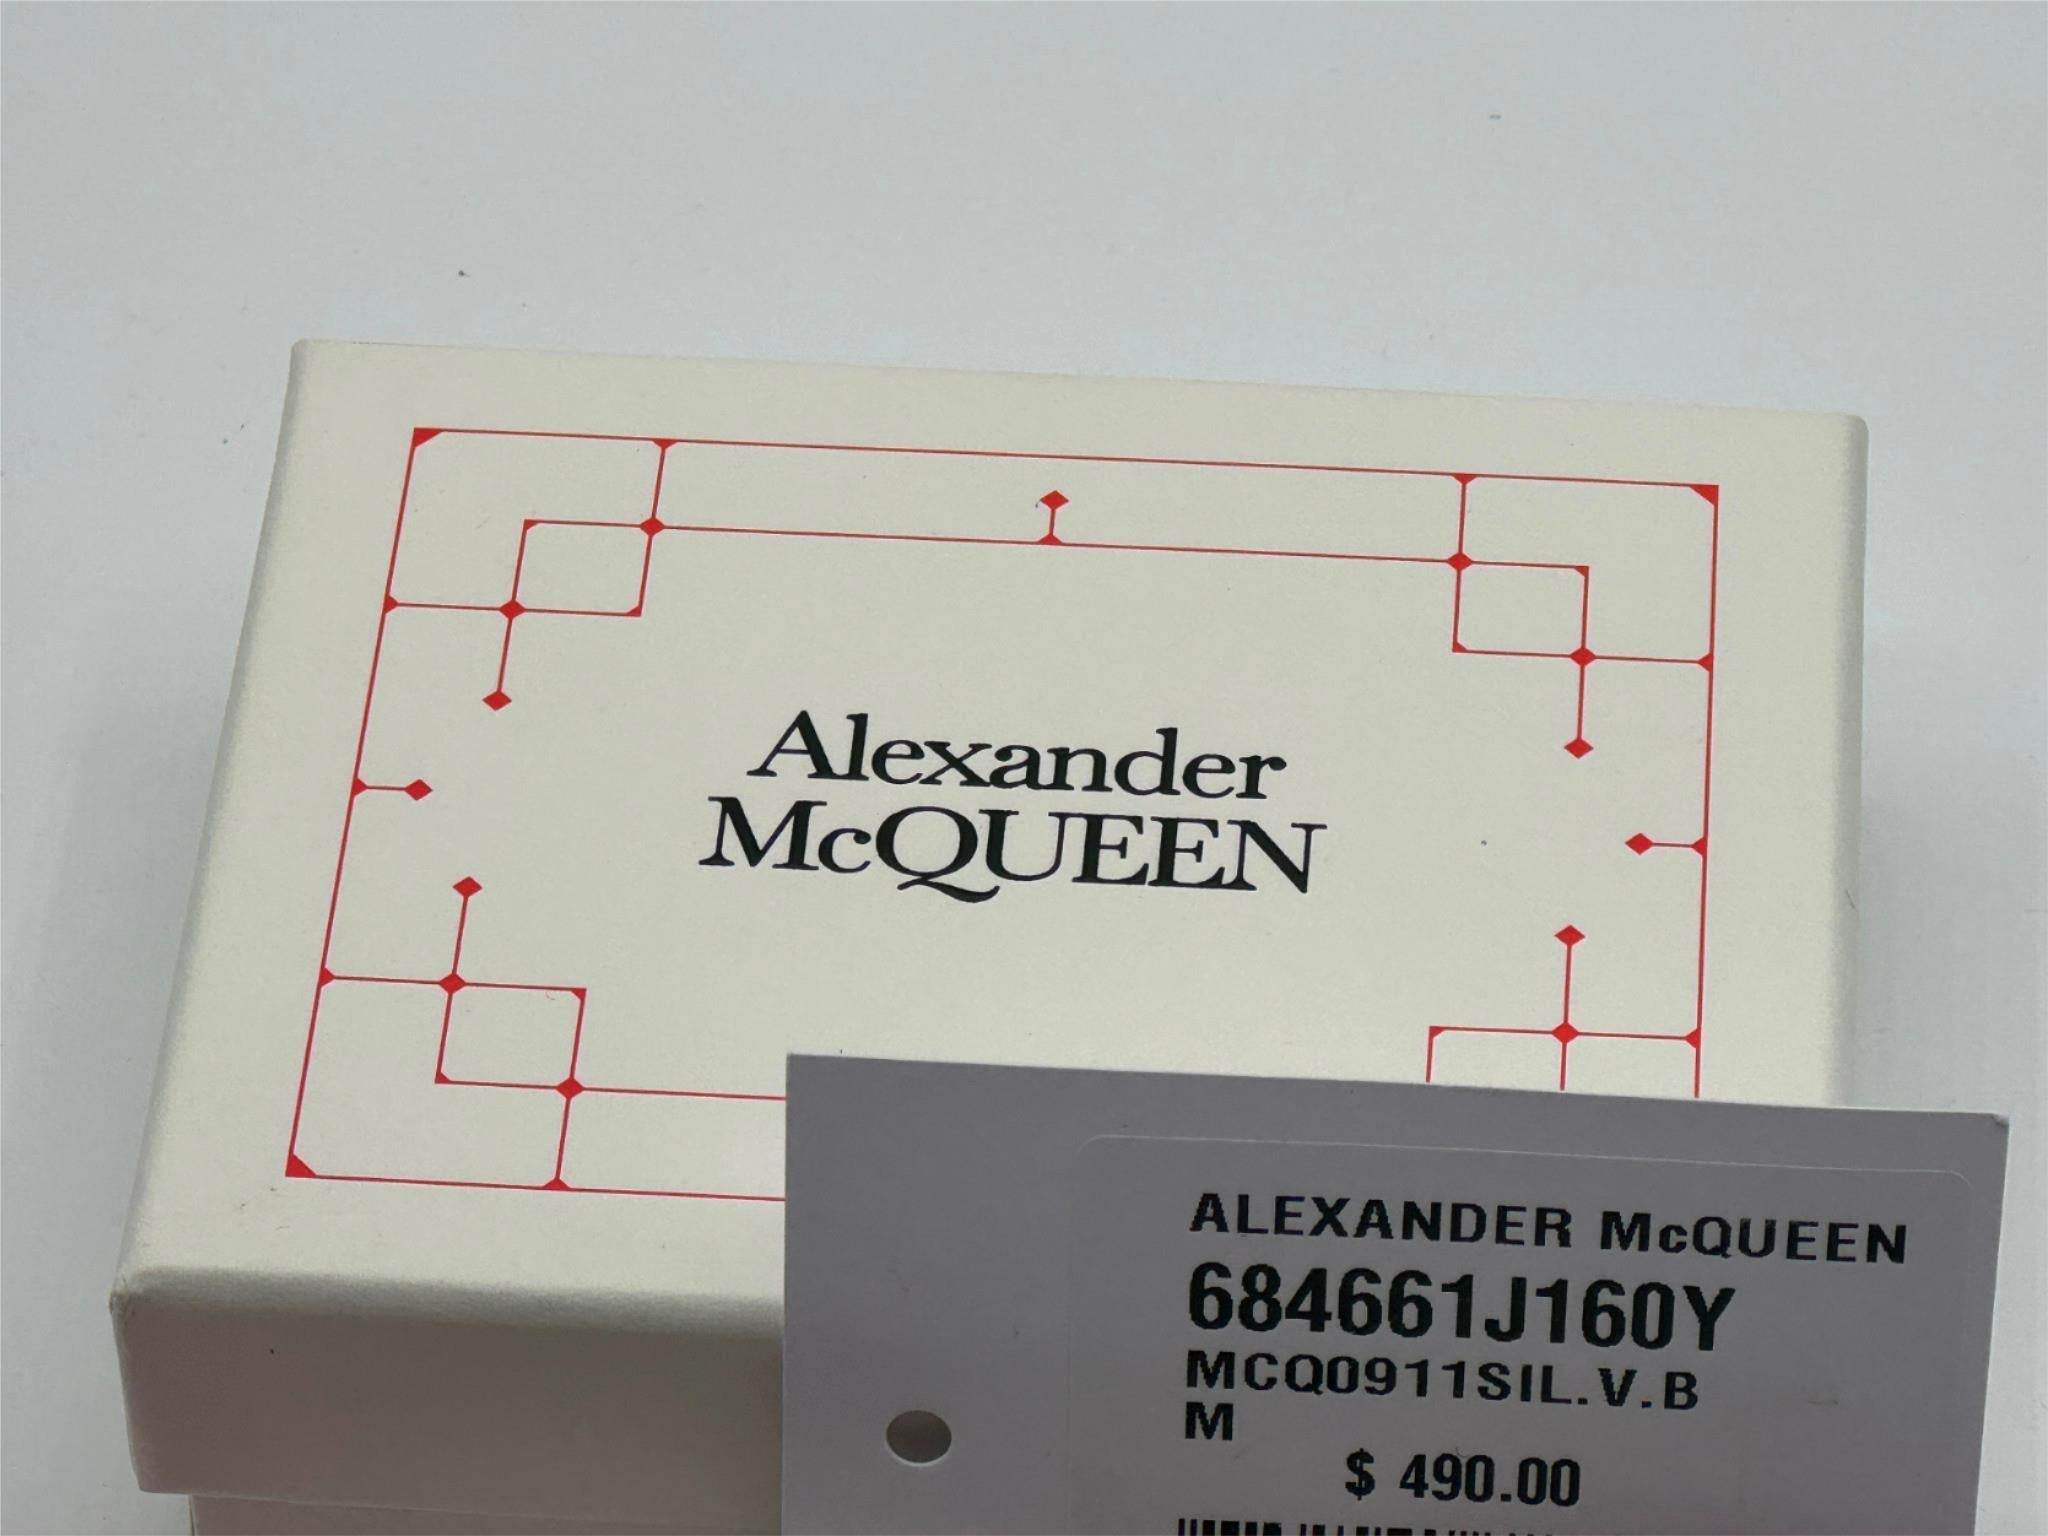 Alexander
McQUEEN
ALEXANDER McQUEEN
684661J160Y
MCQ0911SIL.V.B
M
$ 490.00